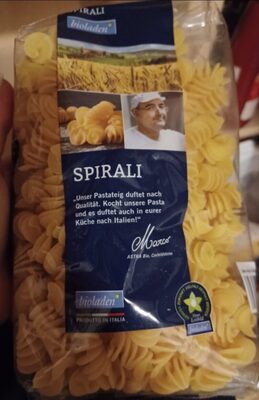 SPIRALI
bioladen*
SPIRALI
„Unser Pastateig duftet nach
Qualität. Kocht unsere Pasta
und es duftet auch in eurer
Küche nach Italien!"
Marco
ASTRA Bio,
bioladen*
PRODOTTO IN ITALIA
bioladen